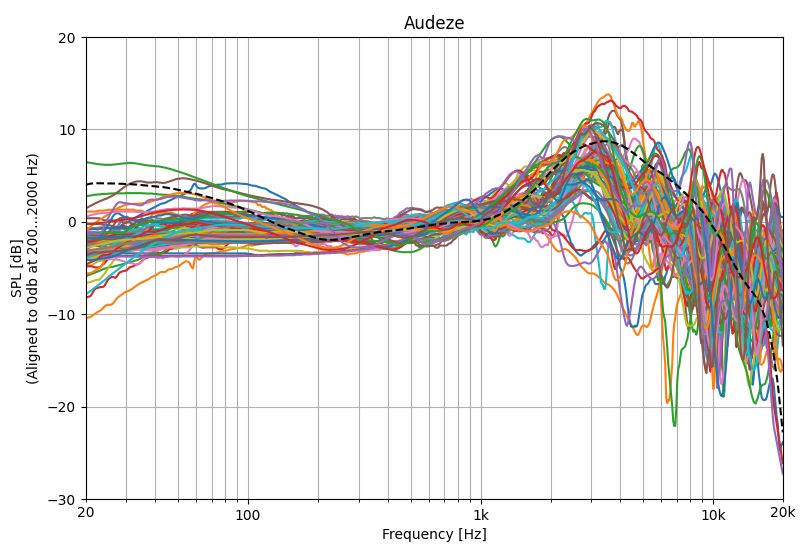 Audeze
20
10
0
−10
−20
−30
SPL [dB]
(Aligned to 0db at 200...2000 Hz)
20
100
1k
10k
20k
Frequency [Hz]